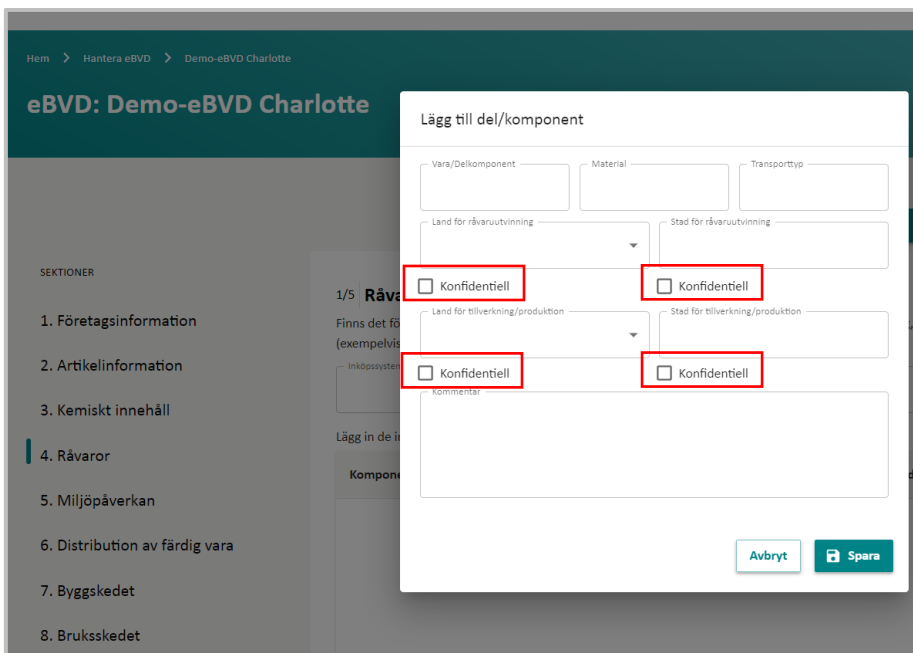 Hem > Hantera eBVD > Demo-eBVD Charlotte
eBVD: Demo-eBVD Charlotte
SEKTIONER
1. Företagsinformation
2. Artikelinformation
3. Kemiskt innehåll
4. Råvaror
5. Miljöpåverkan
6. Distribution av färdig vara
7. Byggskedet
8. Bruksskedet
1/5 Råva
Finns det fö
(exempelvis
Inköpssystem
Lägg in de i
Kompone
Lägg till del/komponent
Vara/Delkomponent Material Transporttyp
Land för råvaruutvinning Stad för råvaruutvinning
Konfidentiell Konfidentiell
Land för tillverkning/produktion Stad för tillverkning/produktion
Konfidentiell Konfidentiell
Kommentar
Avbryt Spara